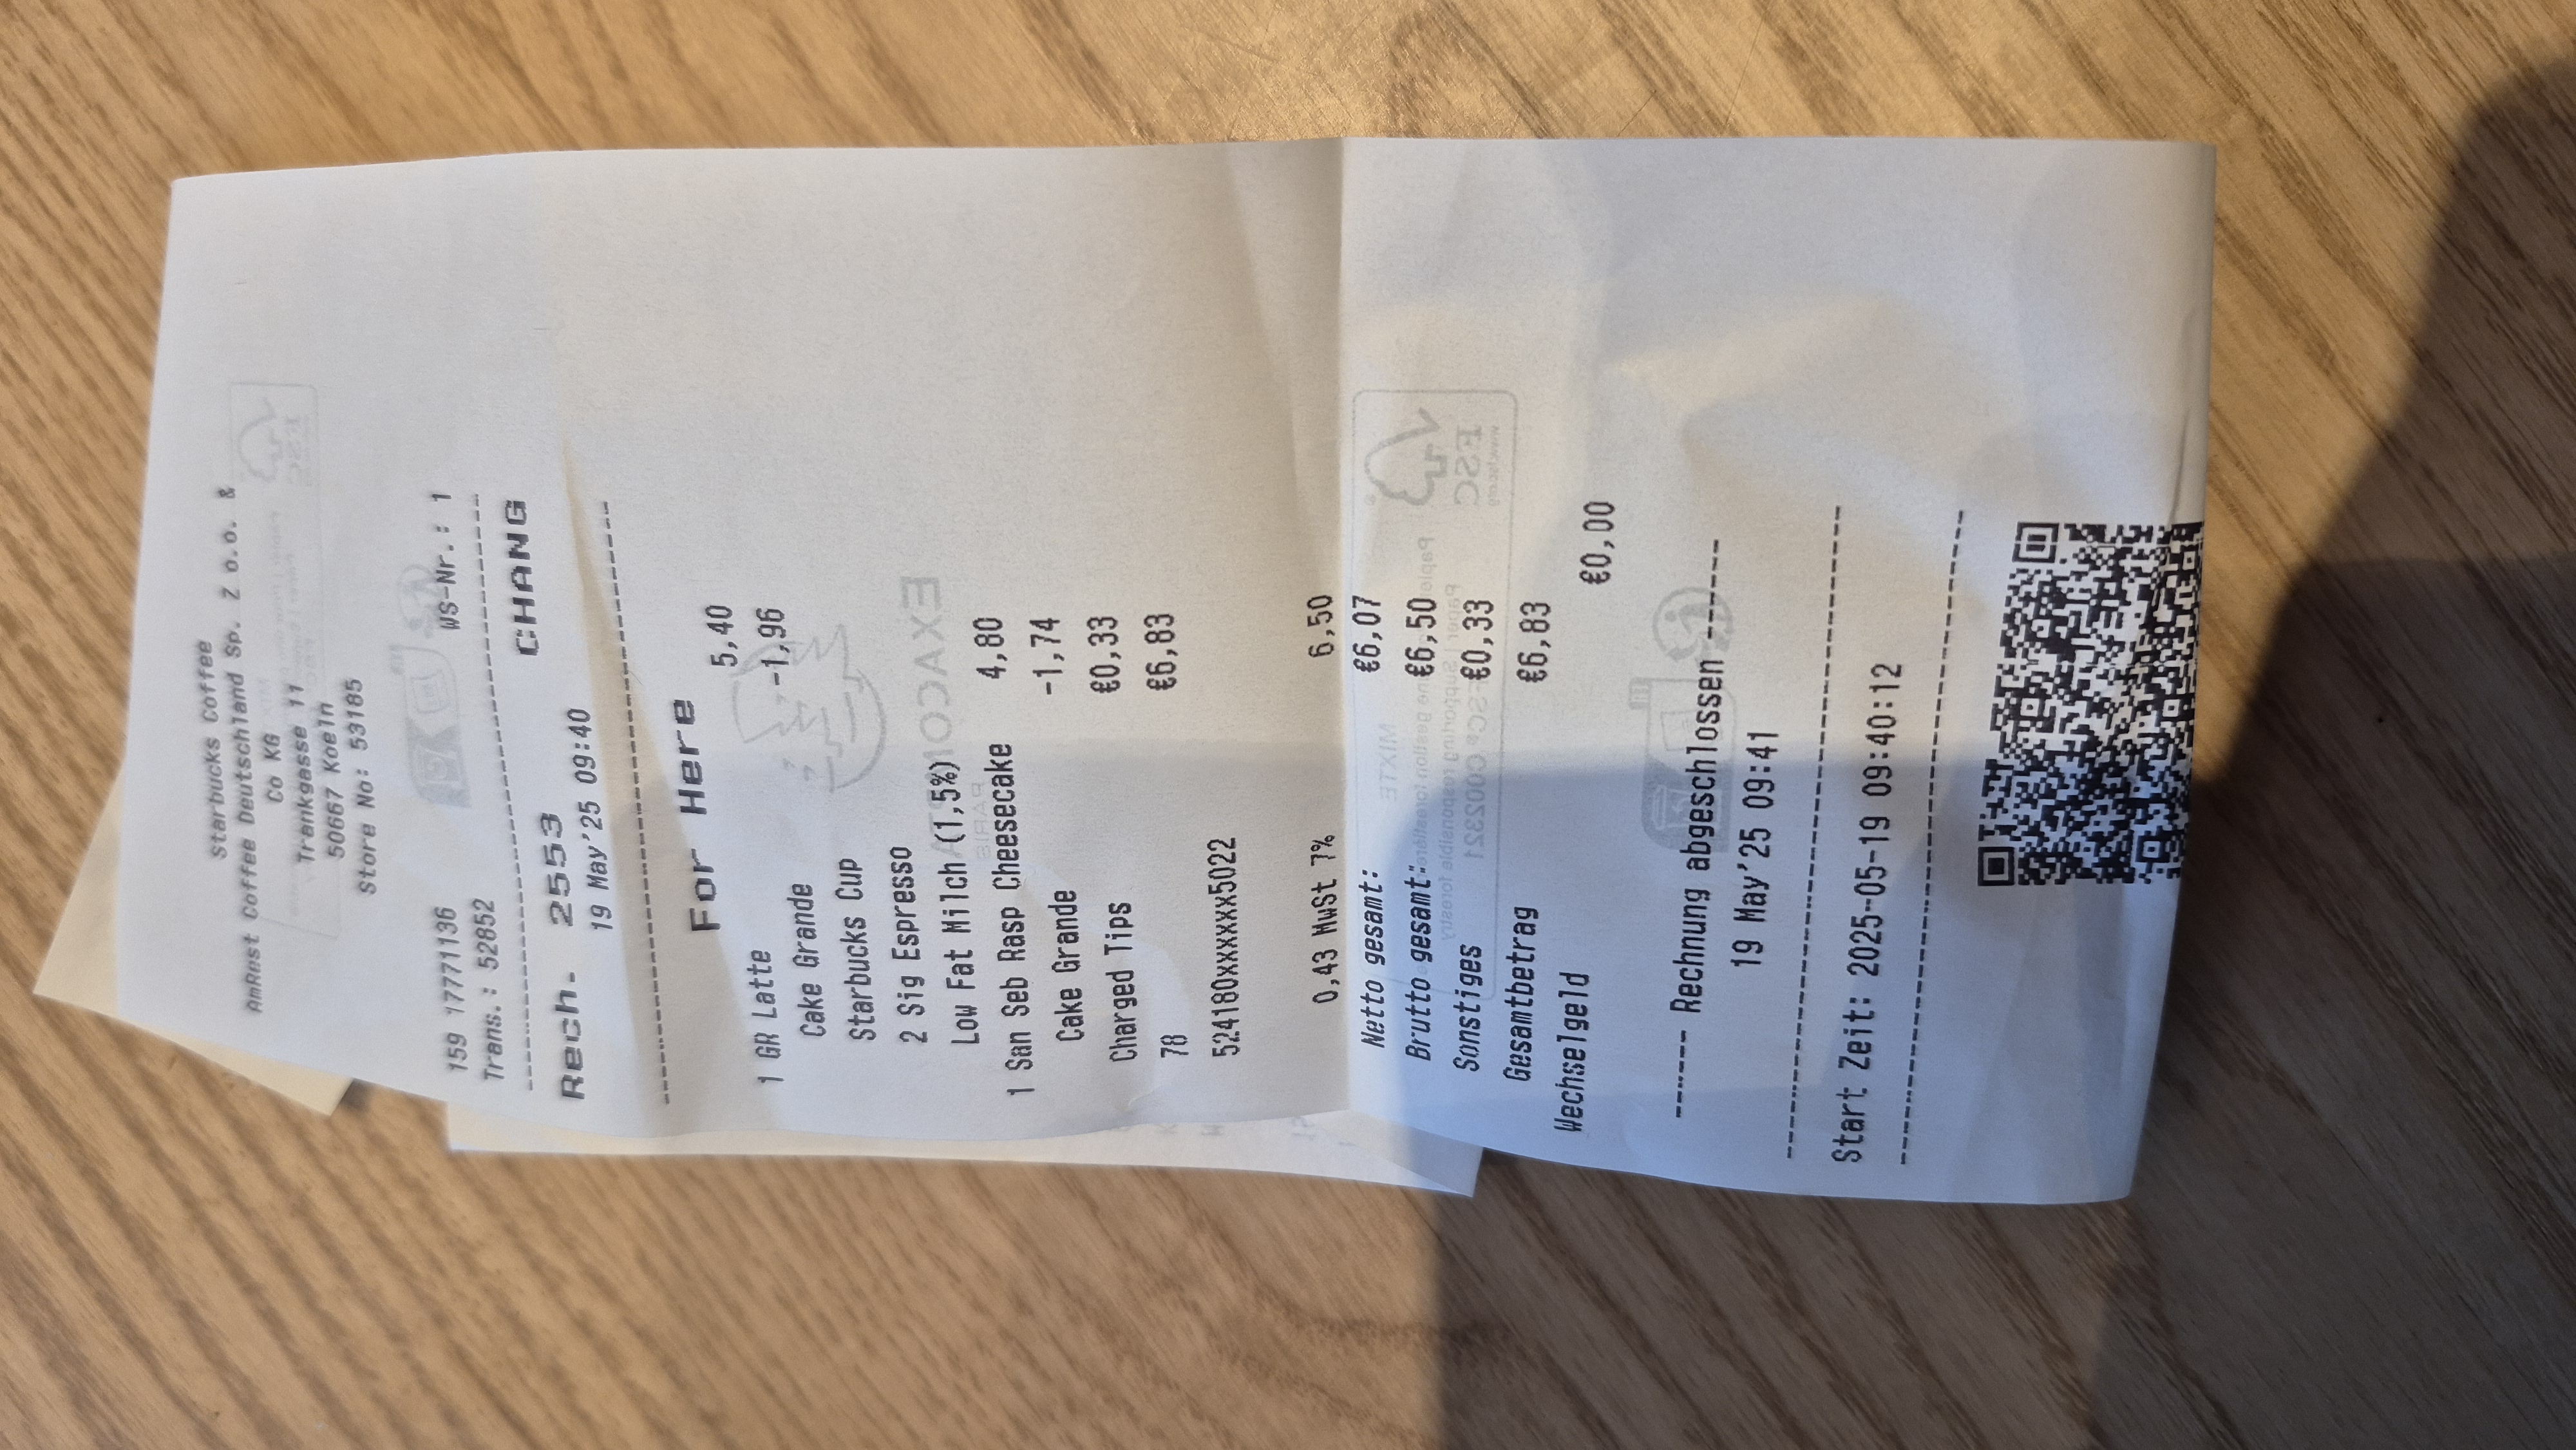 Starbucks Coffee
AmRest Coffee Deutschland Sp. Z o.o. &
Co KG
Trankgasse 11
50667 Koeln
Store No: 53185
159 17771136 WS-Nr.: 1
Trans.: 52852
Rech. 2553 CHANG
19 May'25 09:40
For Here
1 GR Latte 5,40
Cake Grande -1,96
Starbucks Cup
2 Sig Espresso
Low Fat Milch (1,5%)
1 San Seb Rasp Cheesecake 4,80
Cake Grande -1,74
Charged Tips €0,33
78 €6,83
524180xxxxxx5022
0,43 MwSt 7% 6,50
Netto gesamt: €6,07
Brutto gesamt: €6,50
Sonstiges €0,33
Gesamtbetrag €6,83
Wechselgeld €0,00
------ Rechnung abgeschlossen ------
19 May'25 09:41
Start Zeit: 2025-05-19 09:40:12